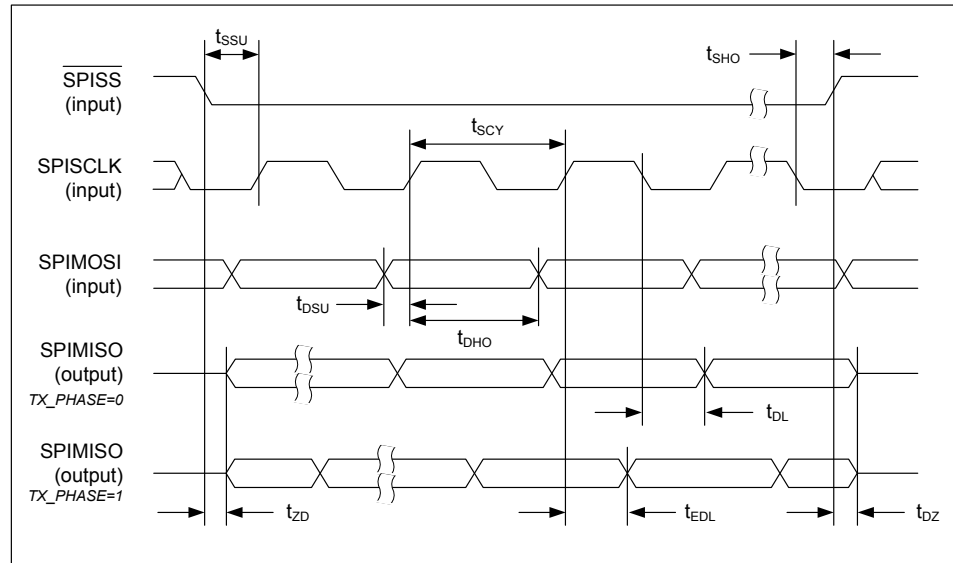 tSSU
tSHO
SPISS
(input)
tSCY
SPISCLK
(input)
SPIMOSI
(input)
tDSU
tDHO
SPIMISO
(output)
TX_PHASE=0
tDL
SPIMISO
(output)
TX_PHASE=1
tZD
tEDL
tDZ